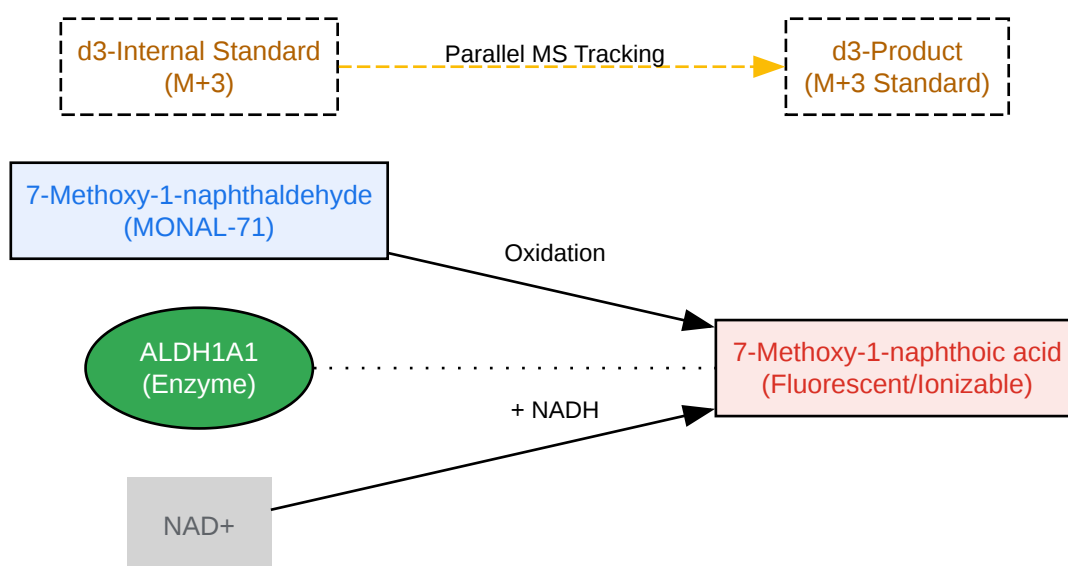 d3-Internal Standard
(M+3)
Parallel MS Tracking
d3-Product
(M+3 Standard)
7-Methoxy-1-naphthaldehyde
(MONAL-71)
Oxidation
ALDH1A1
(Enzyme)
7-Methoxy-1-naphthoic acid
(Fluorescent/Ionizable)
+ NADH
NAD+